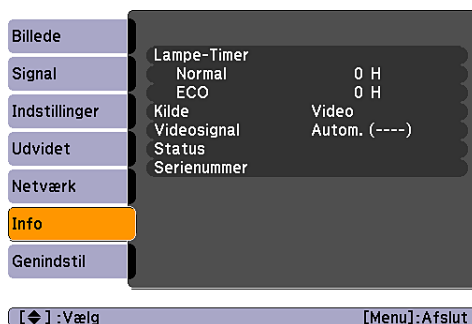 Billede
Signal
Indstillinger
Udvidet
Netværk
Info
Genindstil
Lampe-Timer
Normal 0 H
ECO 0 H
Kilde Video
Videosignal Autom. (----)
Status
Serienummer
[◆] :Vælg [Menu]:Afslut